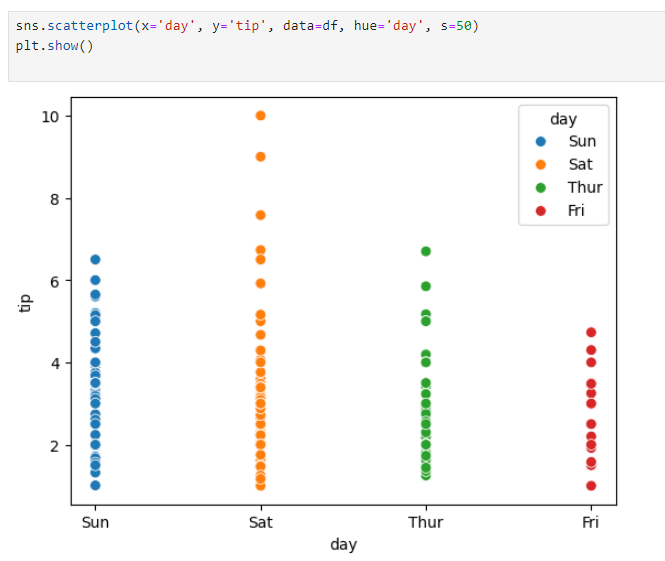 sns.scatterplot(x='day', y='tip', data=df, hue='day', s=50)
plt.show()
10
8
6
4
2
tip
day
Sun
Sat
Thur
Fri
Sun
Sat
Thur
Fri
day